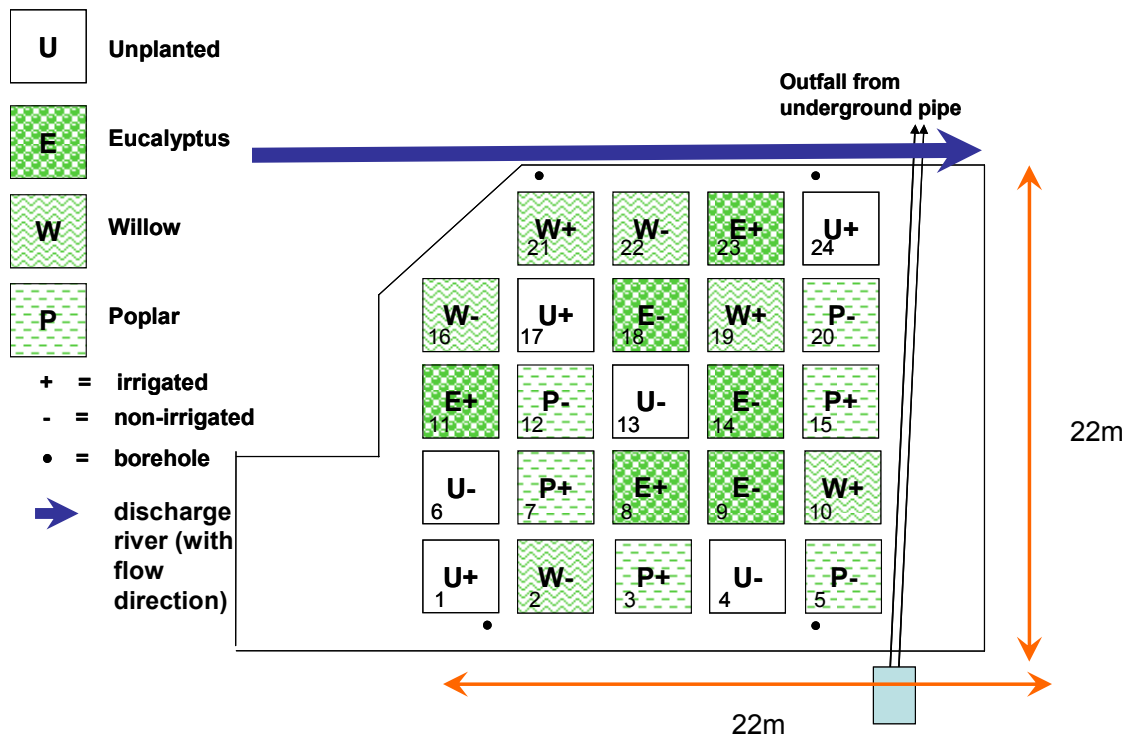 U
Unplanted
E
Eucalyptus
W
Willow
P
Poplar
+ = irrigated
- = non-irrigated
• = borehole
discharge
river (with
flow
direction)
Outfall from
underground pipe
W+
21
W-
22
E+
23
U+
24
W-
16
U+
17
E-
18
W+
19
P-
20
E+
11
P-
12
U-
13
E-
14
P+
15
U-
6
P+
7
E+
8
E-
9
W+
10
U+
1
W-
2
P+
3
U-
4
P-
5
22m
22m